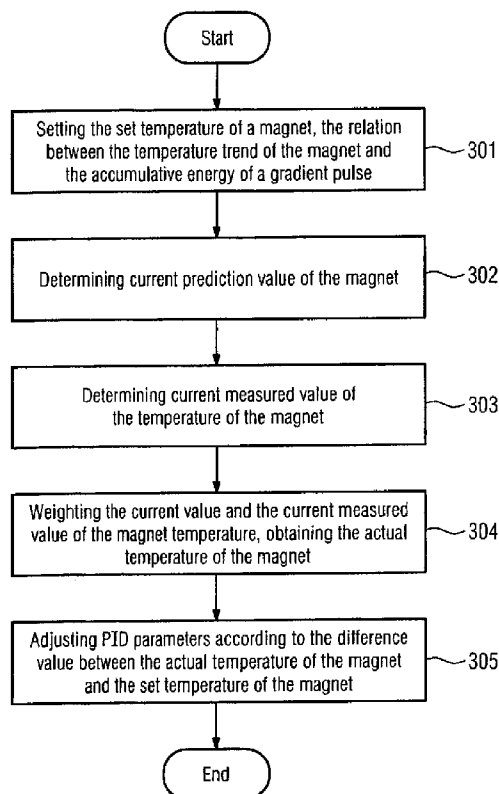 Start
Setting the set temperature of a magnet, the relation
between the temperature trend of the magnet and
the accumulative energy of a gradient pulse
301
Determining current prediction value of the magnet
302
Determining current measured value of
the temperature of the magnet
303
Weighting the current value and the current measured
value of the magnet temperature, obtaining the actual
temperature of the magnet
304
Adjusting PID parameters according to the difference
value between the actual temperature of the magnet
and the set temperature of the magnet
305
End